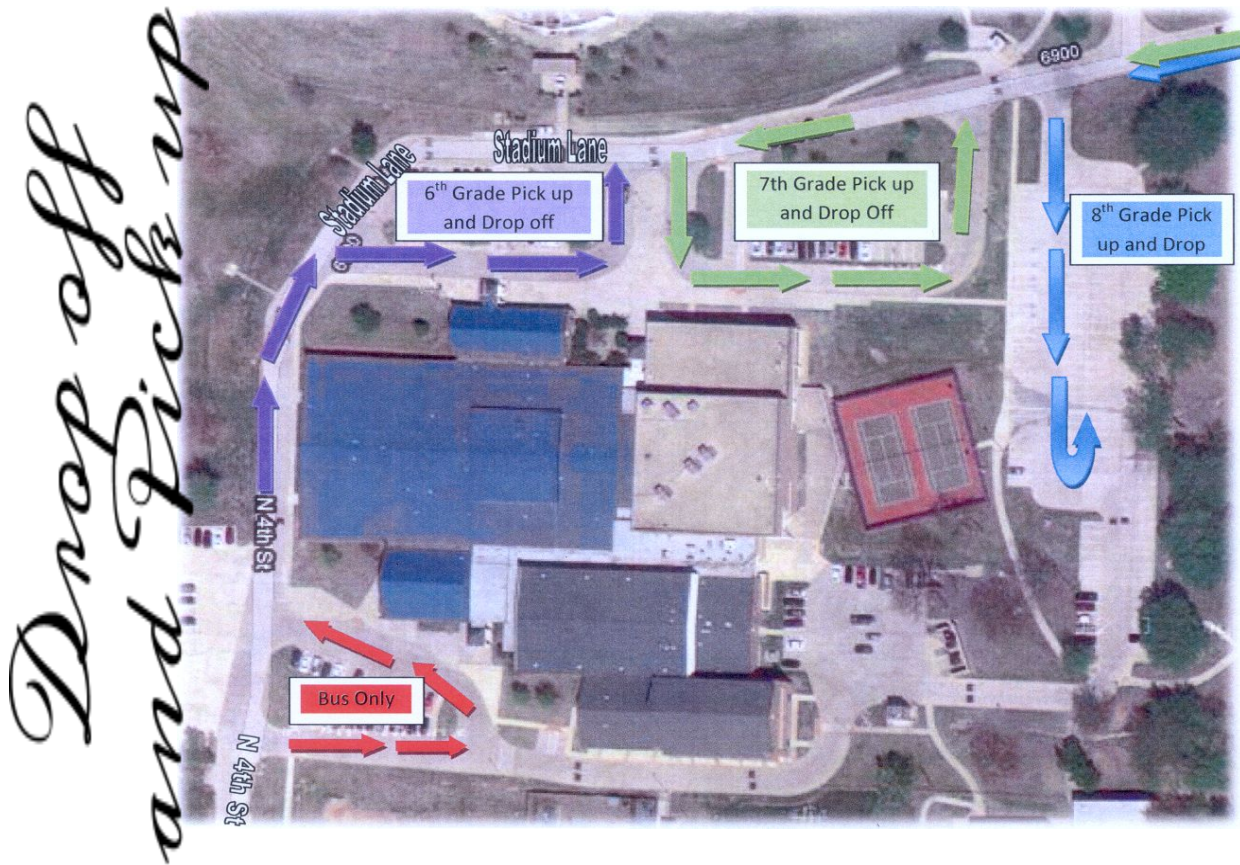 Drop off
and Pick up
6900
Stadium Lane
Stadium Lane
6th Grade Pick up
and Drop off
7th Grade Pick up
and Drop Off
8th Grade Pick
up and Drop
N 4th St
Bus Only
N 4th St